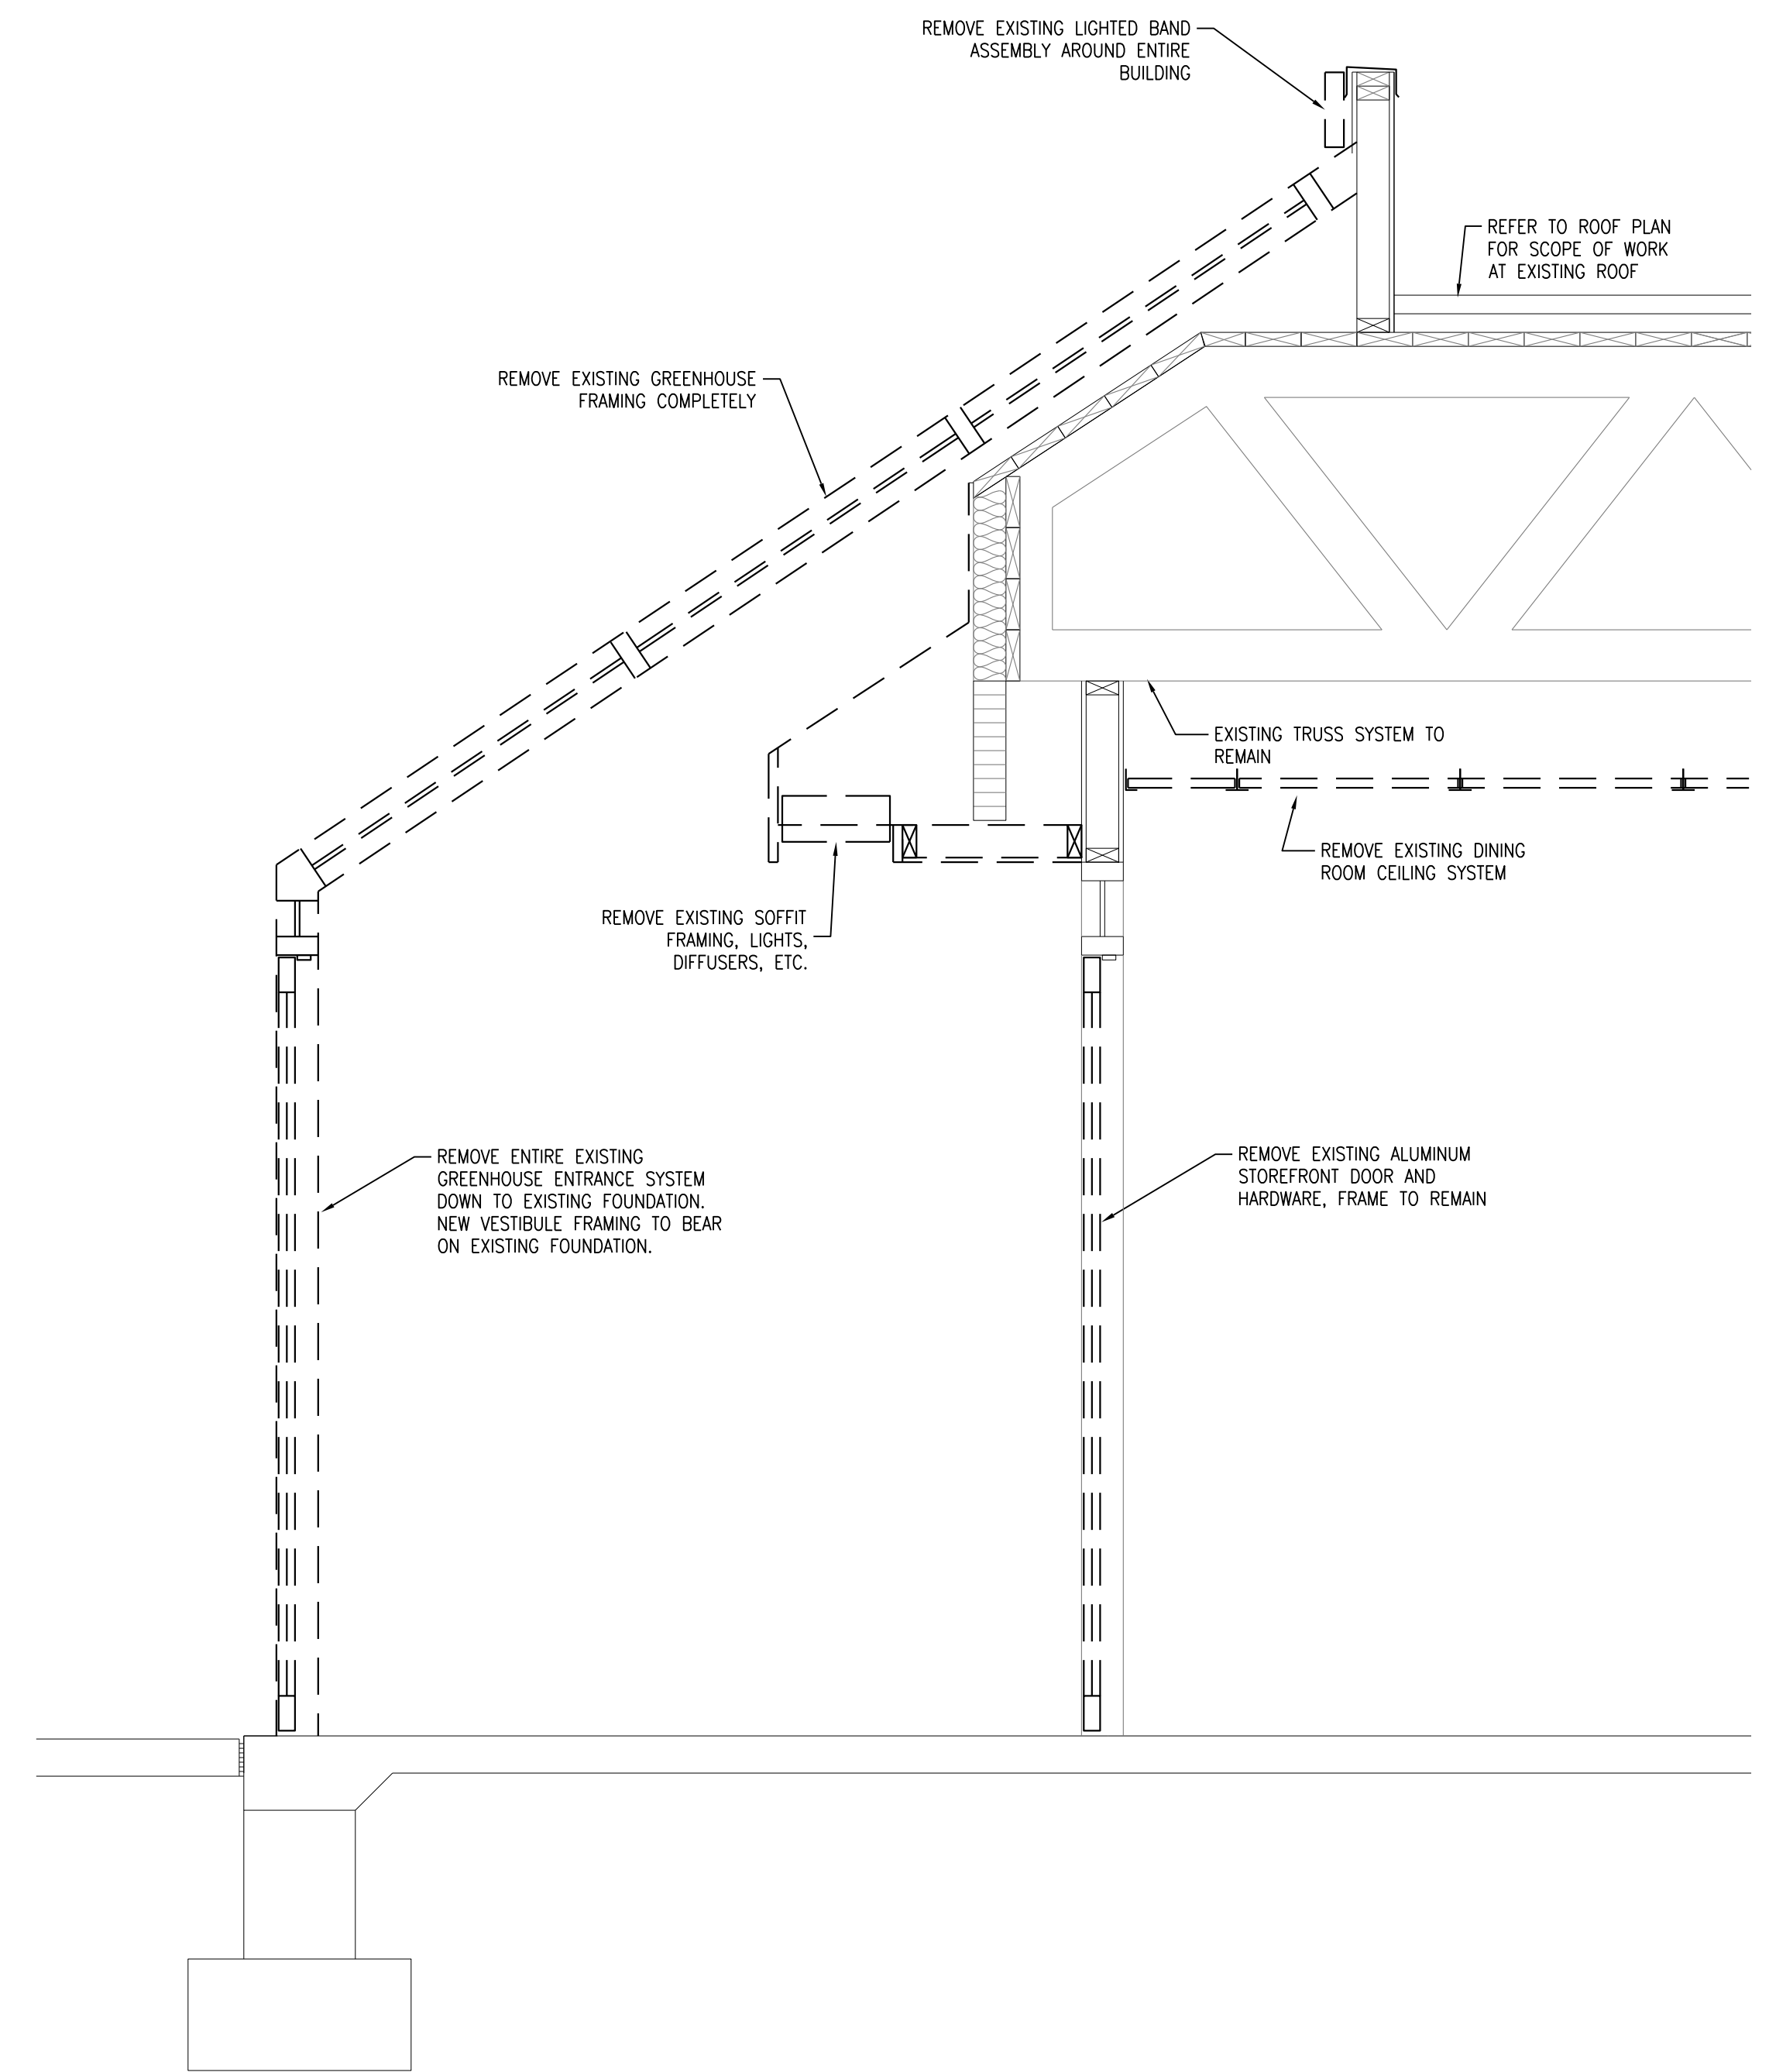 REMOVE EXISTING LIGHTED BAND
ASSEMBLY AROUND ENTIRE
BUILDING
REFER TO ROOF PLAN
FOR SCOPE OF WORK
AT EXISTING ROOF
REMOVE EXISTING GREENHOUSE
FRAMING COMPLETELY
EXISTING TRUSS SYSTEM TO
REMAIN
REMOVE EXISTING DINING
ROOM CEILING SYSTEM
REMOVE EXISTING SOFFIT
FRAMING, LIGHTS,
DIFFUSERS, ETC.
REMOVE ENTIRE EXISTING
GREENHOUSE ENTRANCE SYSTEM
DOWN TO EXISTING FOUNDATION.
NEW VESTIBULE FRAMING TO BEAR
ON EXISTING FOUNDATION.
REMOVE EXISTING ALUMINUM
STOREFRONT DOOR AND
HARDWARE, FRAME TO REMAIN